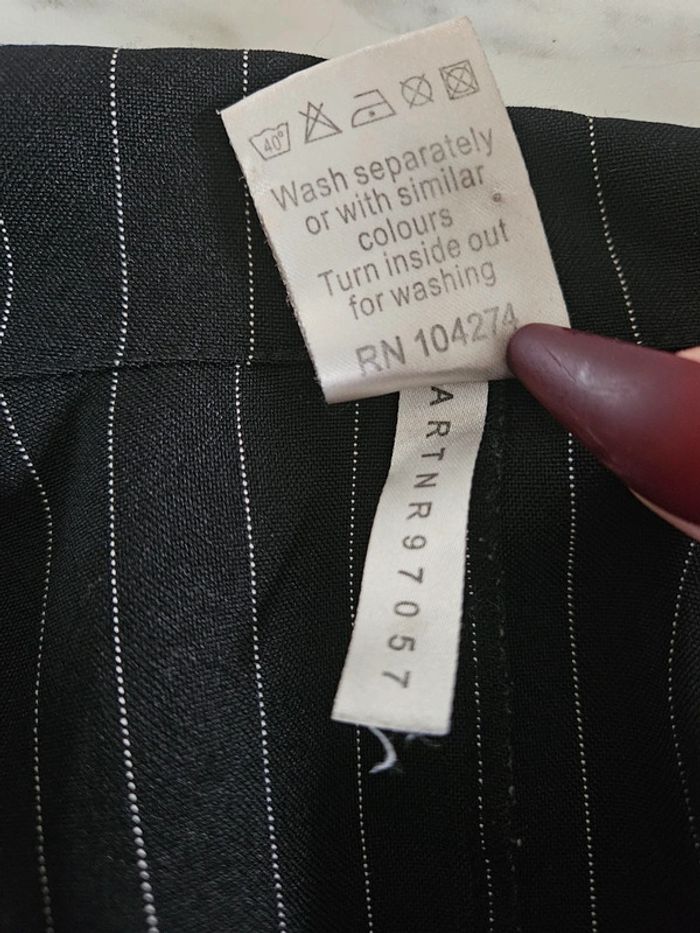 40°
Wash separately
or with similar
colours
Turn inside out
for washing
RN 104274
ARTNR97057